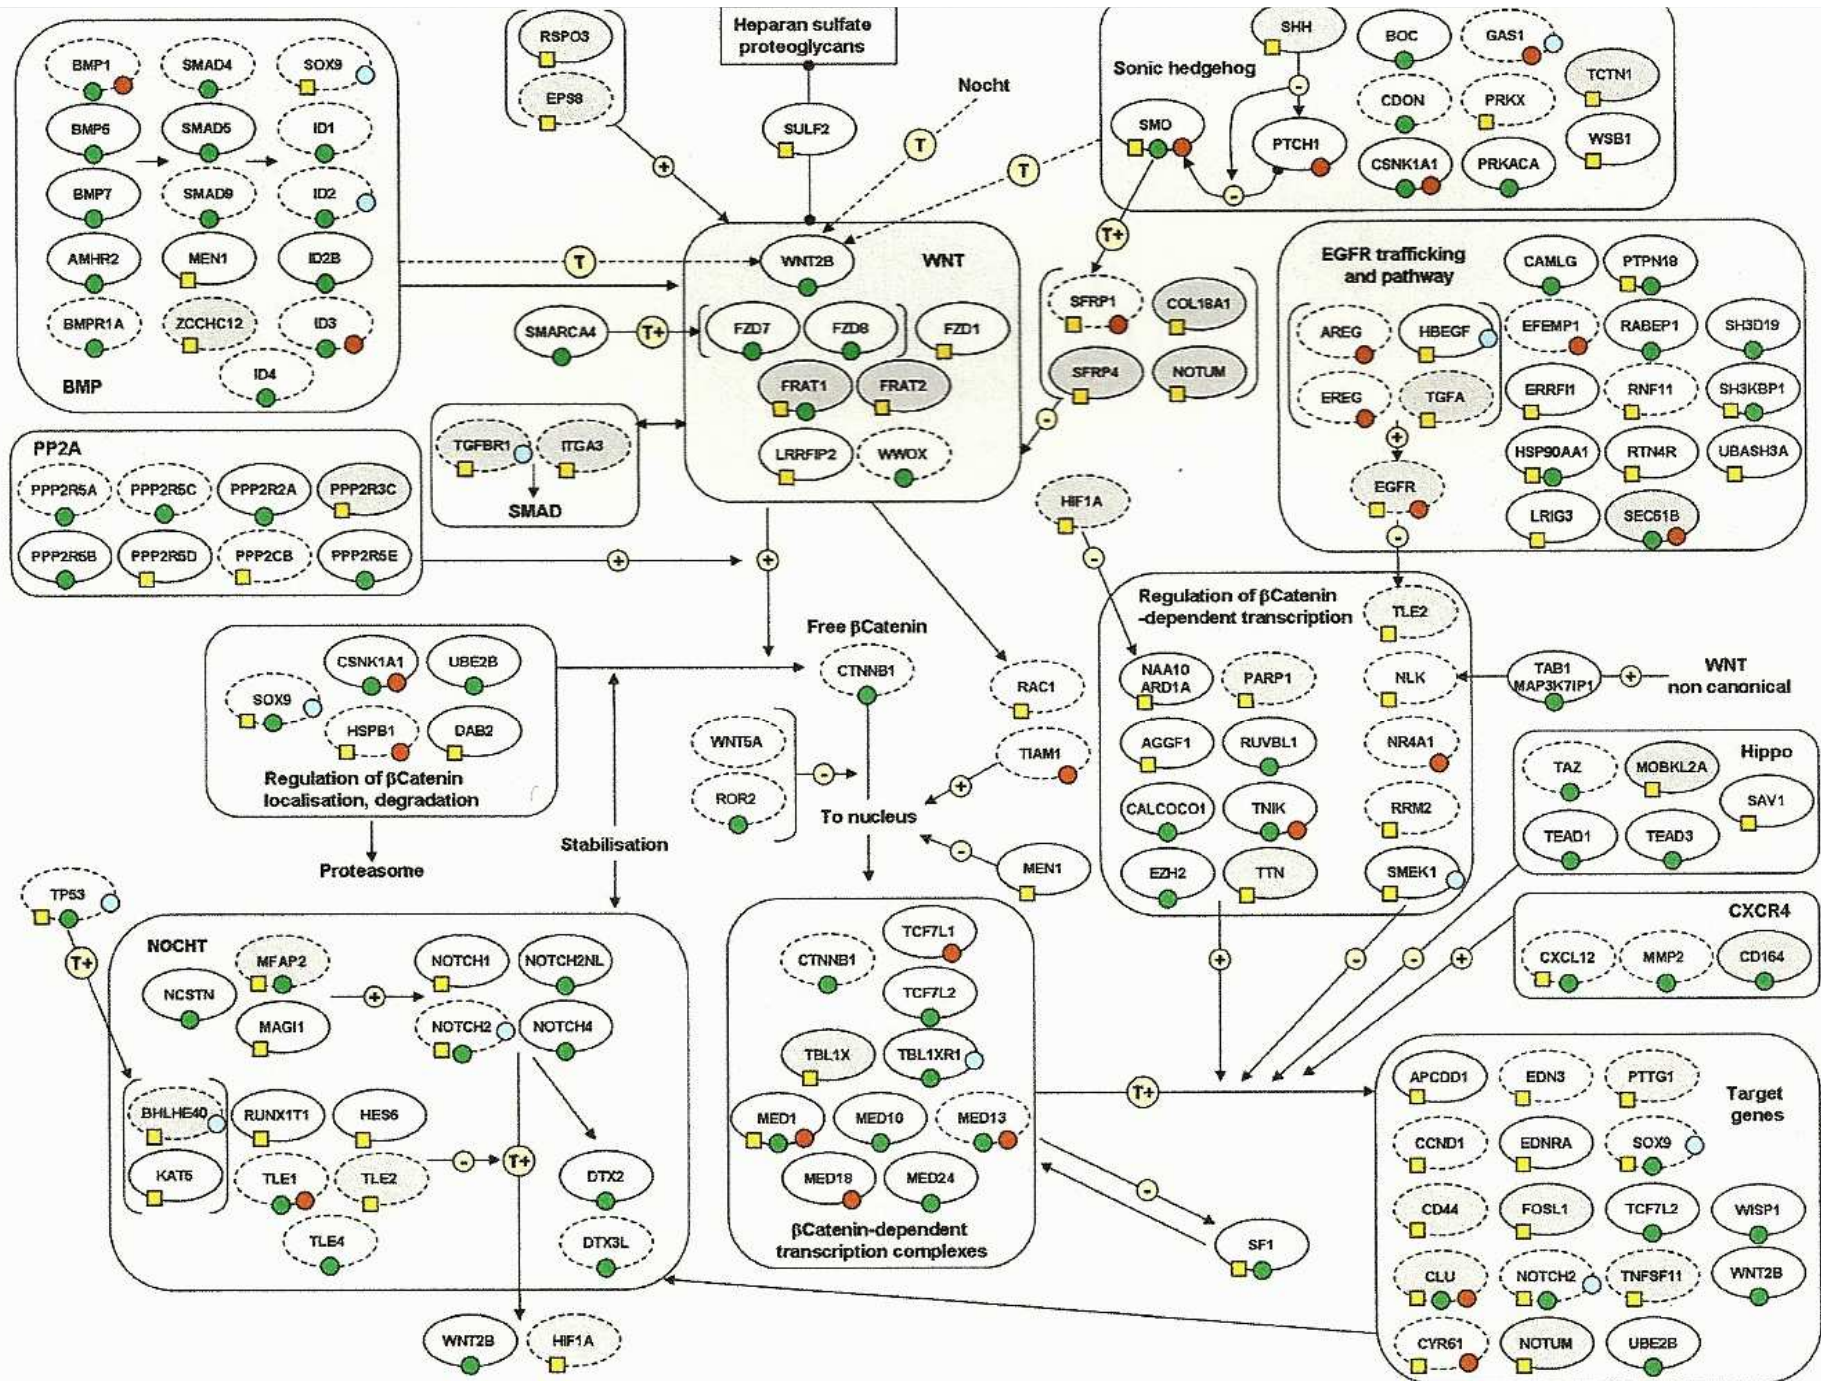 BMP1
SMAD4
SOX9
BMP6
SMAD5
ID1
BMP7
SMAD9
ID2
AMHR2
MEN1
ID2B
BMPR1A
ZCCHC12
ID3
ID4
BMP
RSPO3
EPS8
+
Heparan sulfate
proteoglycans
SULF2
Nocht
T
T
T
Sonic hedgehog
SHH
-
SMO
PTCH1
-
BOC
GAS1
CDON
PRKX
CSNK1A1
PRKACA
TCTN1
WSB1
T+
WNT
WNT2B
SMARCA4
T+
FZD7
FZD8
FZD1
FRAT1
FRAT2
LRRFIP2
WWOX
SFRP1
COL18A1
SFRP4
NOTUM
-
EGFR trafficking
and pathway
CAMLG
PTPN18
AREG
HBEGF
EFEMP1
RABEP1
SH3D19
EREG
TGFA
ERRFI1
RNF11
SH3KBP1
+
HSP90AA1
RTN4R
UBASH3A
EGFR
LRIG3
SEC61B
-
TGFBR1
ITGA3
SMAD
PP2A
PPP2R5A
PPP2R5C
PPP2R2A
PPP2R3C
PPP2R5B
PPP2R5D
PPP2CB
PPP2R5E
+
+
HIF1A
-
Regulation of βCatenin
-dependent transcription
TLE2
NAA10
ARD1A
PARP1
NLK
AGGF1
RUVBL1
NR4A1
CALCOCO1
TNIK
RRM2
EZH2
TTN
SMEK1
TAB1
MAP3K7IP1
+
WNT
non canonical
CSNK1A1
UBE2B
SOX9
HSPB1
DAB2
Regulation of βCatenin
localisation, degradation
Proteasome
Stabilisation
Free βCatenin
CTNNB1
WNT5A
ROR2
-
To nucleus
RAC1
TIAM1
+
-
MEN1
Hippo
TAZ
MOBKL2A
SAV1
TEAD1
TEAD3
CXCR4
CXCL12
MMP2
CD164
+
-
-
+
TP53
T+
NOCHT
MFAP2
NCSTN
MAGI1
+
NOTCH1
NOTCH2NL
NOTCH2
NOTCH4
BHLHE40
RUNX1T1
HES6
KAT5
TLE1
TLE2
TLE4
-
T+
DTX2
DTX3L
WNT2B
HIF1A
CTNNB1
TCF7L1
TCF7L2
TBL1X
TBL1XR1
MED1
MED10
MED13
MED18
MED24
βCatenin-dependent
transcription complexes
T+
-
SF1
Target
genes
APCDD1
EDN3
PTTG1
CCND1
EDNRA
SOX9
CD44
FOSL1
TCF7L2
WISP1
CLU
NOTCH2
TNFSF11
WNT2B
CYR61
NOTUM
UBE2B